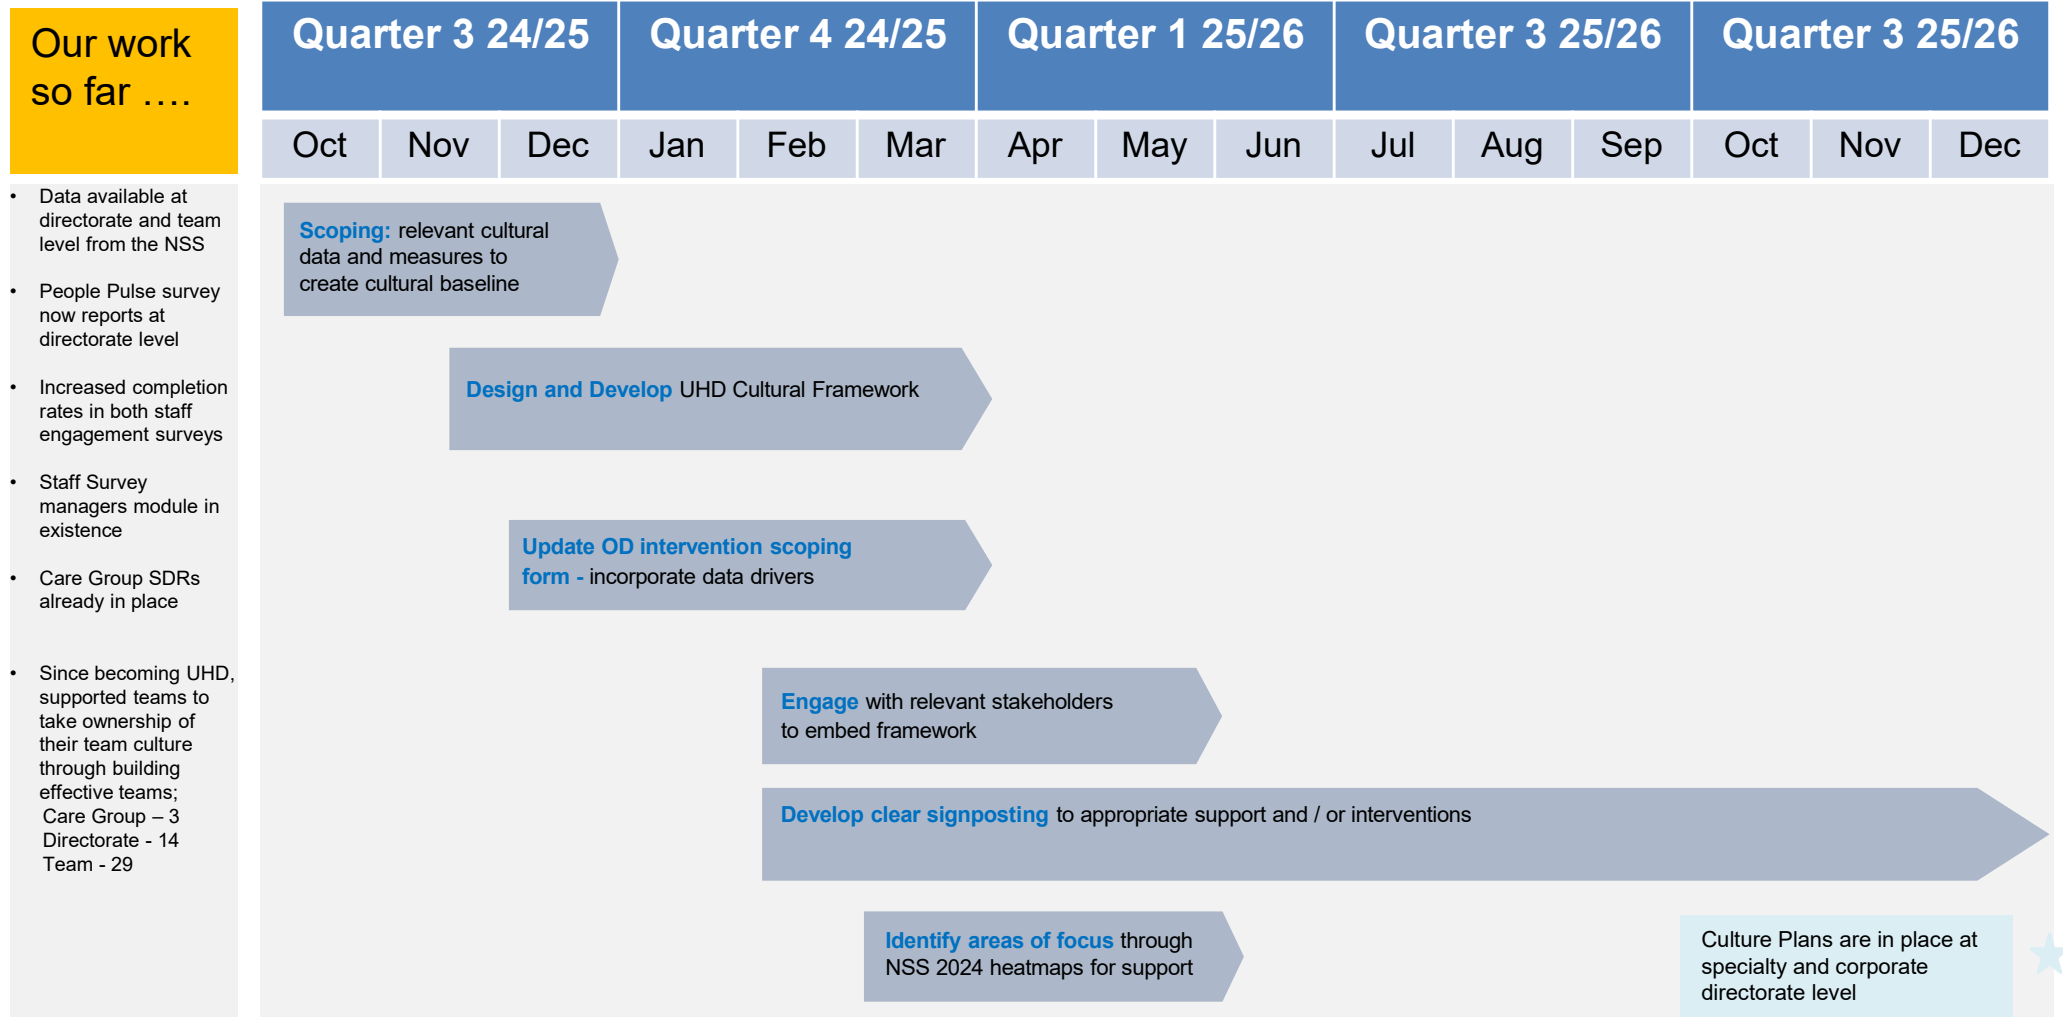 Our work
so far ….
Quarter 3 24/25
Quarter 4 24/25
Quarter 1 25/26
Quarter 3 25/26
Quarter 3 25/26
Oct
Nov
Dec
Jan
Feb
Mar
Apr
May
Jun
Jul
Aug
Sep
Oct
Nov
Dec
• Data available at
directorate and team
level from the NSS
• People Pulse survey
now reports at
directorate level
• Increased completion
rates in both staff
engagement surveys
• Staff Survey
managers module in
existence
• Care Group SDRs
already in place
• Since becoming UHD,
supported teams to
take ownership of
their team culture
through building
effective teams;
Care Group – 3
Directorate - 14
Team - 29
Scoping: relevant cultural
data and measures to
create cultural baseline
Design and Develop UHD Cultural Framework
Update OD intervention scoping
form - incorporate data drivers
Engage with relevant stakeholders
to embed framework
Develop clear signposting to appropriate support and / or interventions
Identify areas of focus through
NSS 2024 heatmaps for support
Culture Plans are in place at
specialty and corporate
directorate level